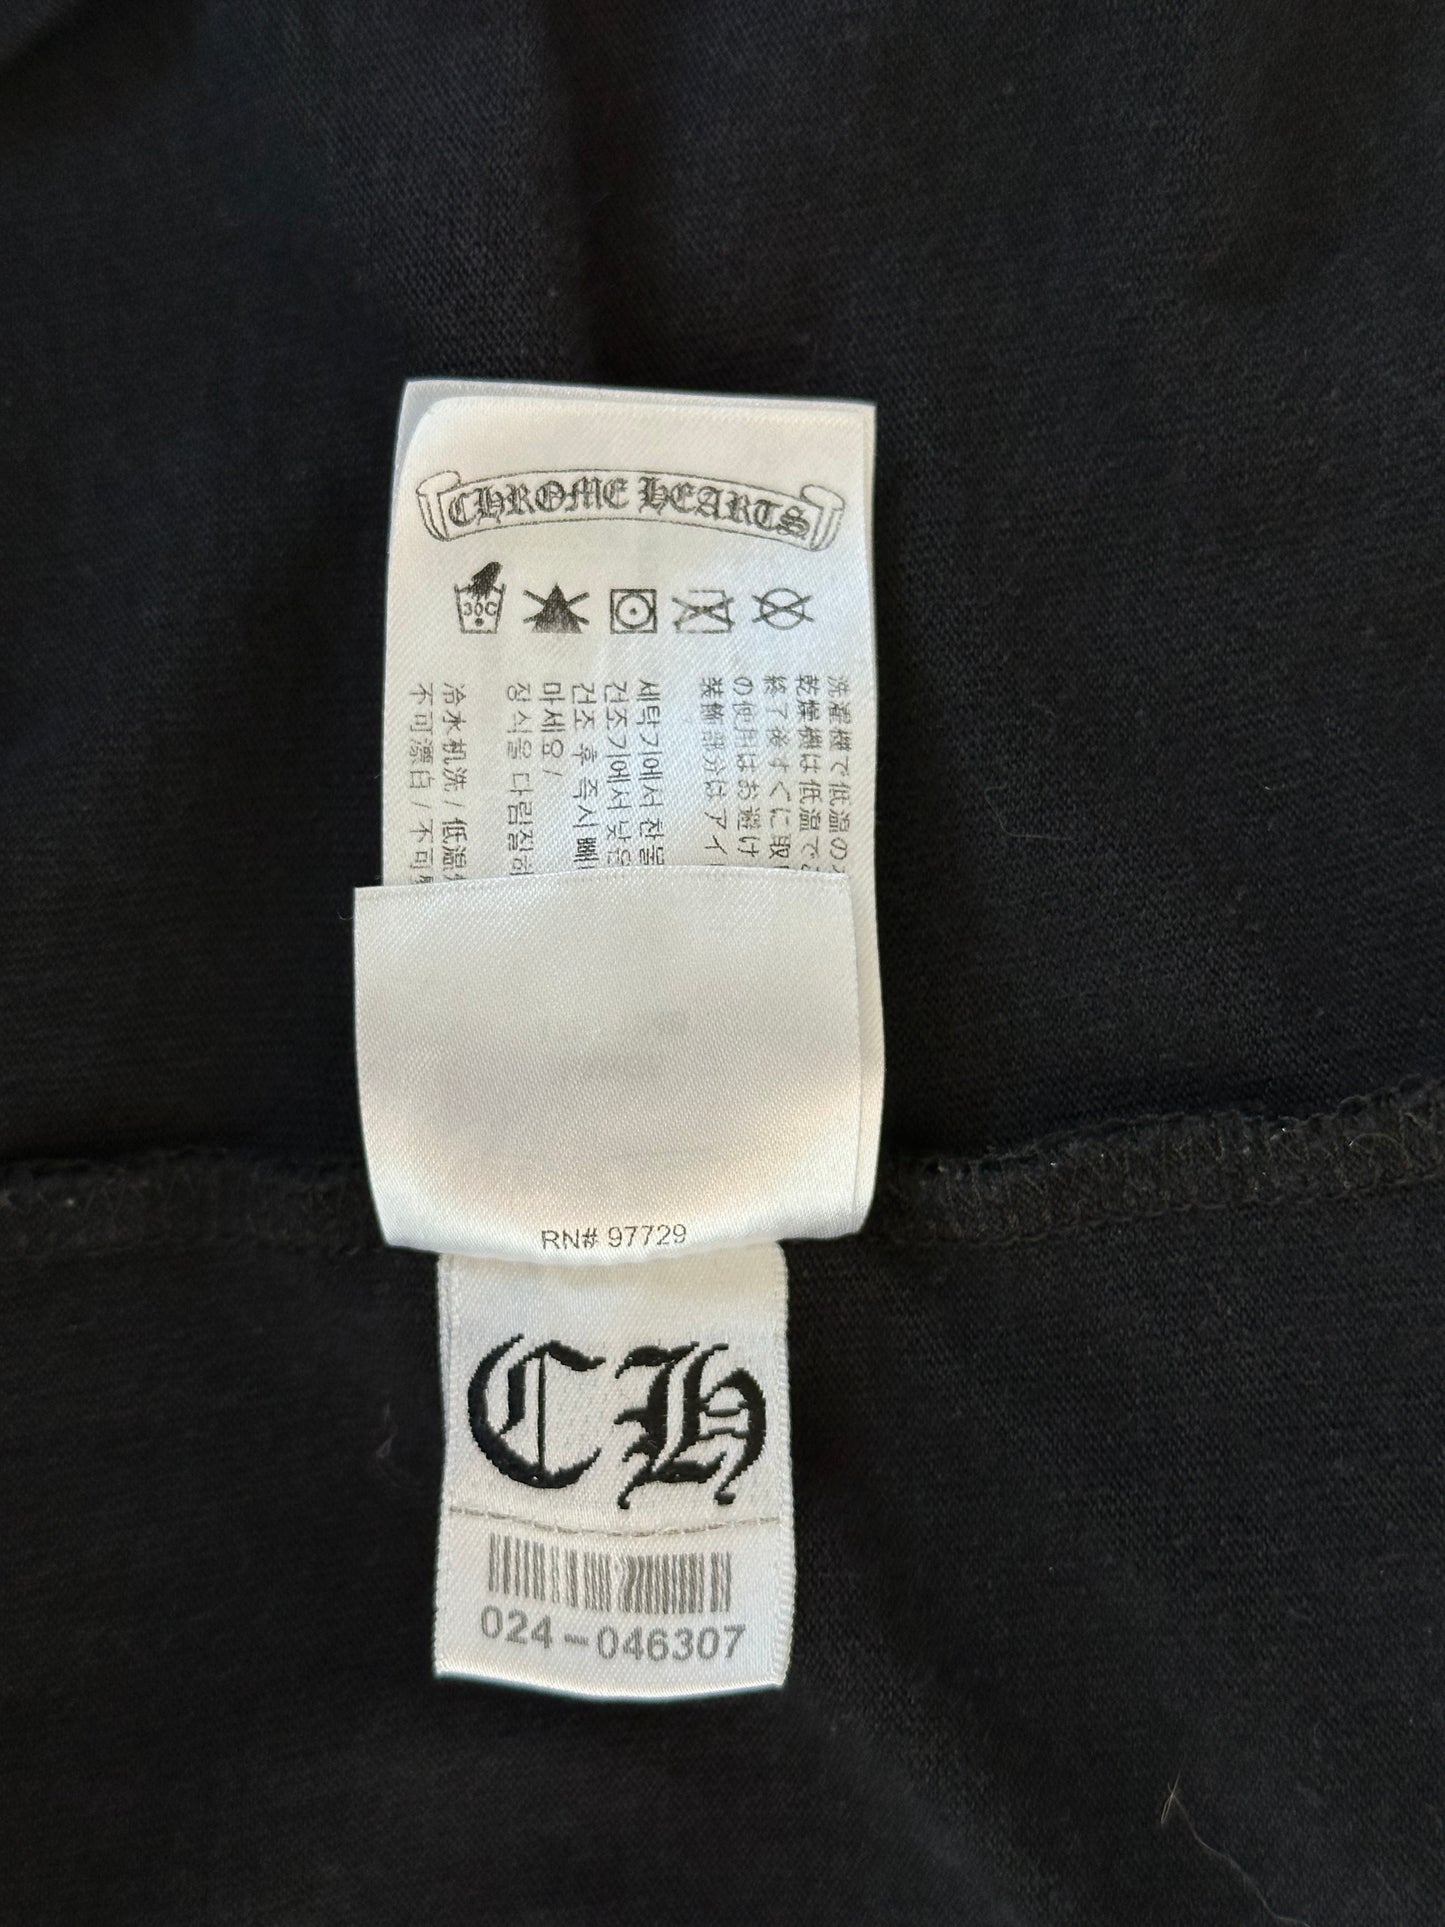 CHROME HEARTS
30C
洗濯機で低温の
乾燥機は低温で
終了後すぐに取
の使用はお避け
装飾部分はアイ
세탁기에서 찬물
건조기에서 낮은
건조 후 즉시 빼
마세요/
장식을 다림질하
冷水机洗 / 低温
不可漂白 / 不可
RN# 97729
CH
024-046307